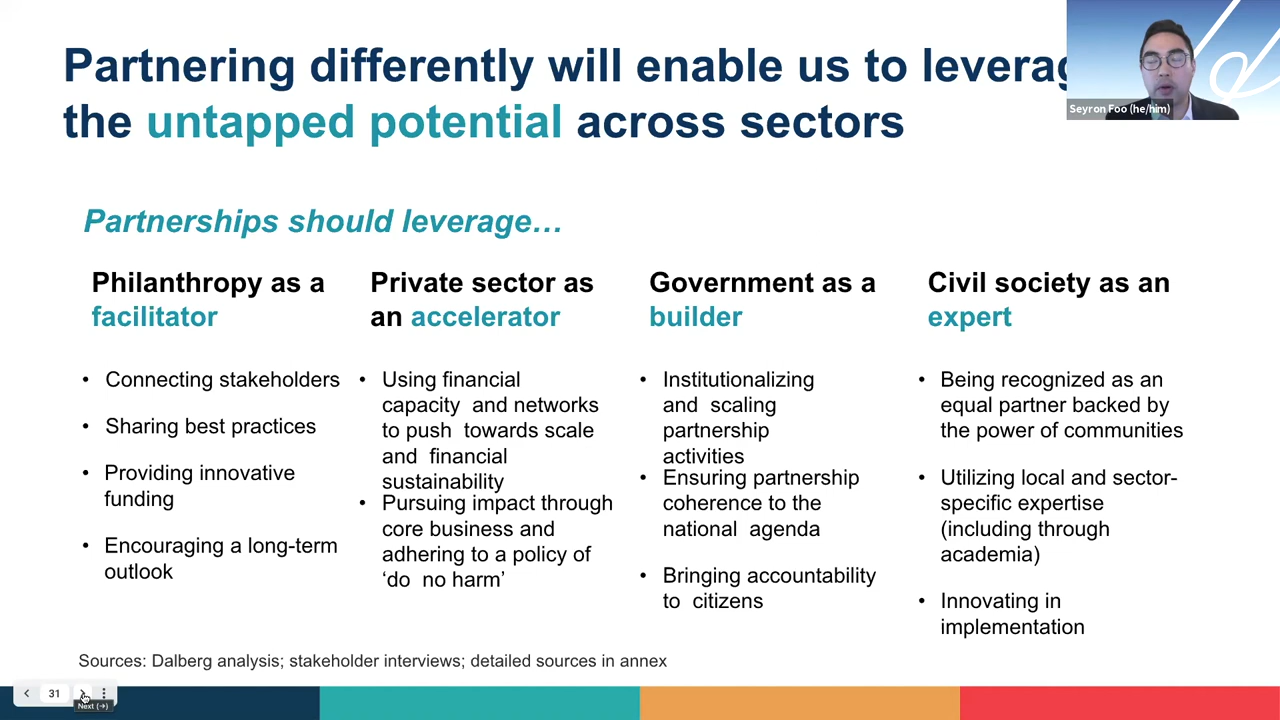 Partnering differently will enable us to
the untapped potential across sectors
Seyron Foo (he/him)
Partnerships should leverage…
Philanthropy as a
facilitator
• Connecting stakeholders
• Sharing best practices
• Providing innovative
funding
• Encouraging a long-term
outlook
Private sector as
an accelerator
• Using financial
capacity and networks
to push towards scale
and financial
sustainability
• Pursuing impact through
core business and
adhering to a policy of
‘do no harm’
Government as a
builder
• Institutionalizing
and scaling
partnership
activities
• Ensuring partnership
coherence to the
national agenda
• Bringing accountability
to citizens
Civil society as an
expert
• Being recognized as an
equal partner backed by
the power of communities
• Utilizing local and sector-
specific expertise
(including through
academia)
• Innovating in
implementation
Sources: Dalberg analysis; stakeholder interviews; detailed sources in annex
31
Next (→)